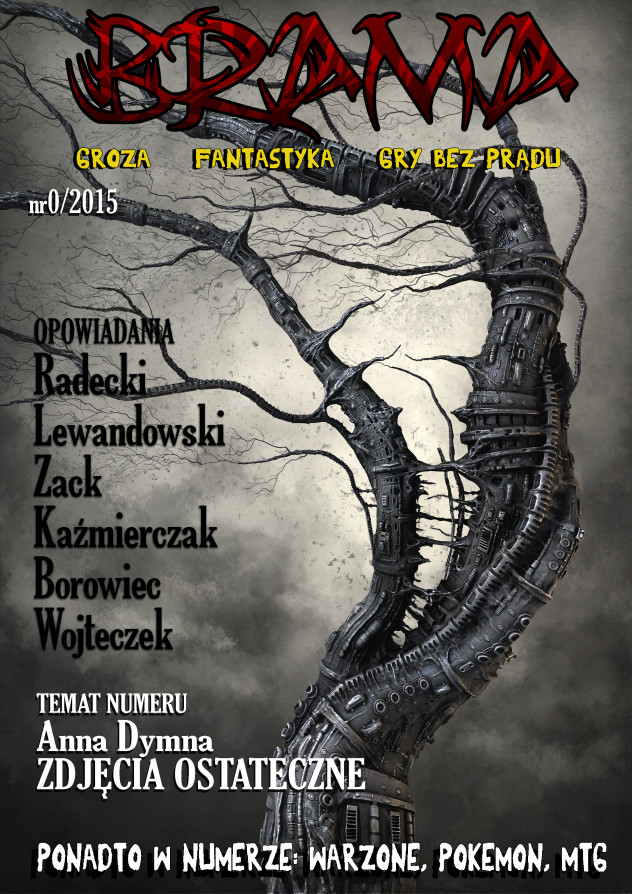 BRAMA
GROZA FANTASTYKA GRY BEZ PRĄDU
nr0/2015
OPOWIADANIA
Radecki
Lewandowski
Zack
Kaźmierczak
Borowiec
Wojteczek
TEMAT NUMERU
Anna Dymna
ZDJĘCIA OSTATECZNE
PONADTO W NUMERZE: WARZONE, POKEMON, MTG